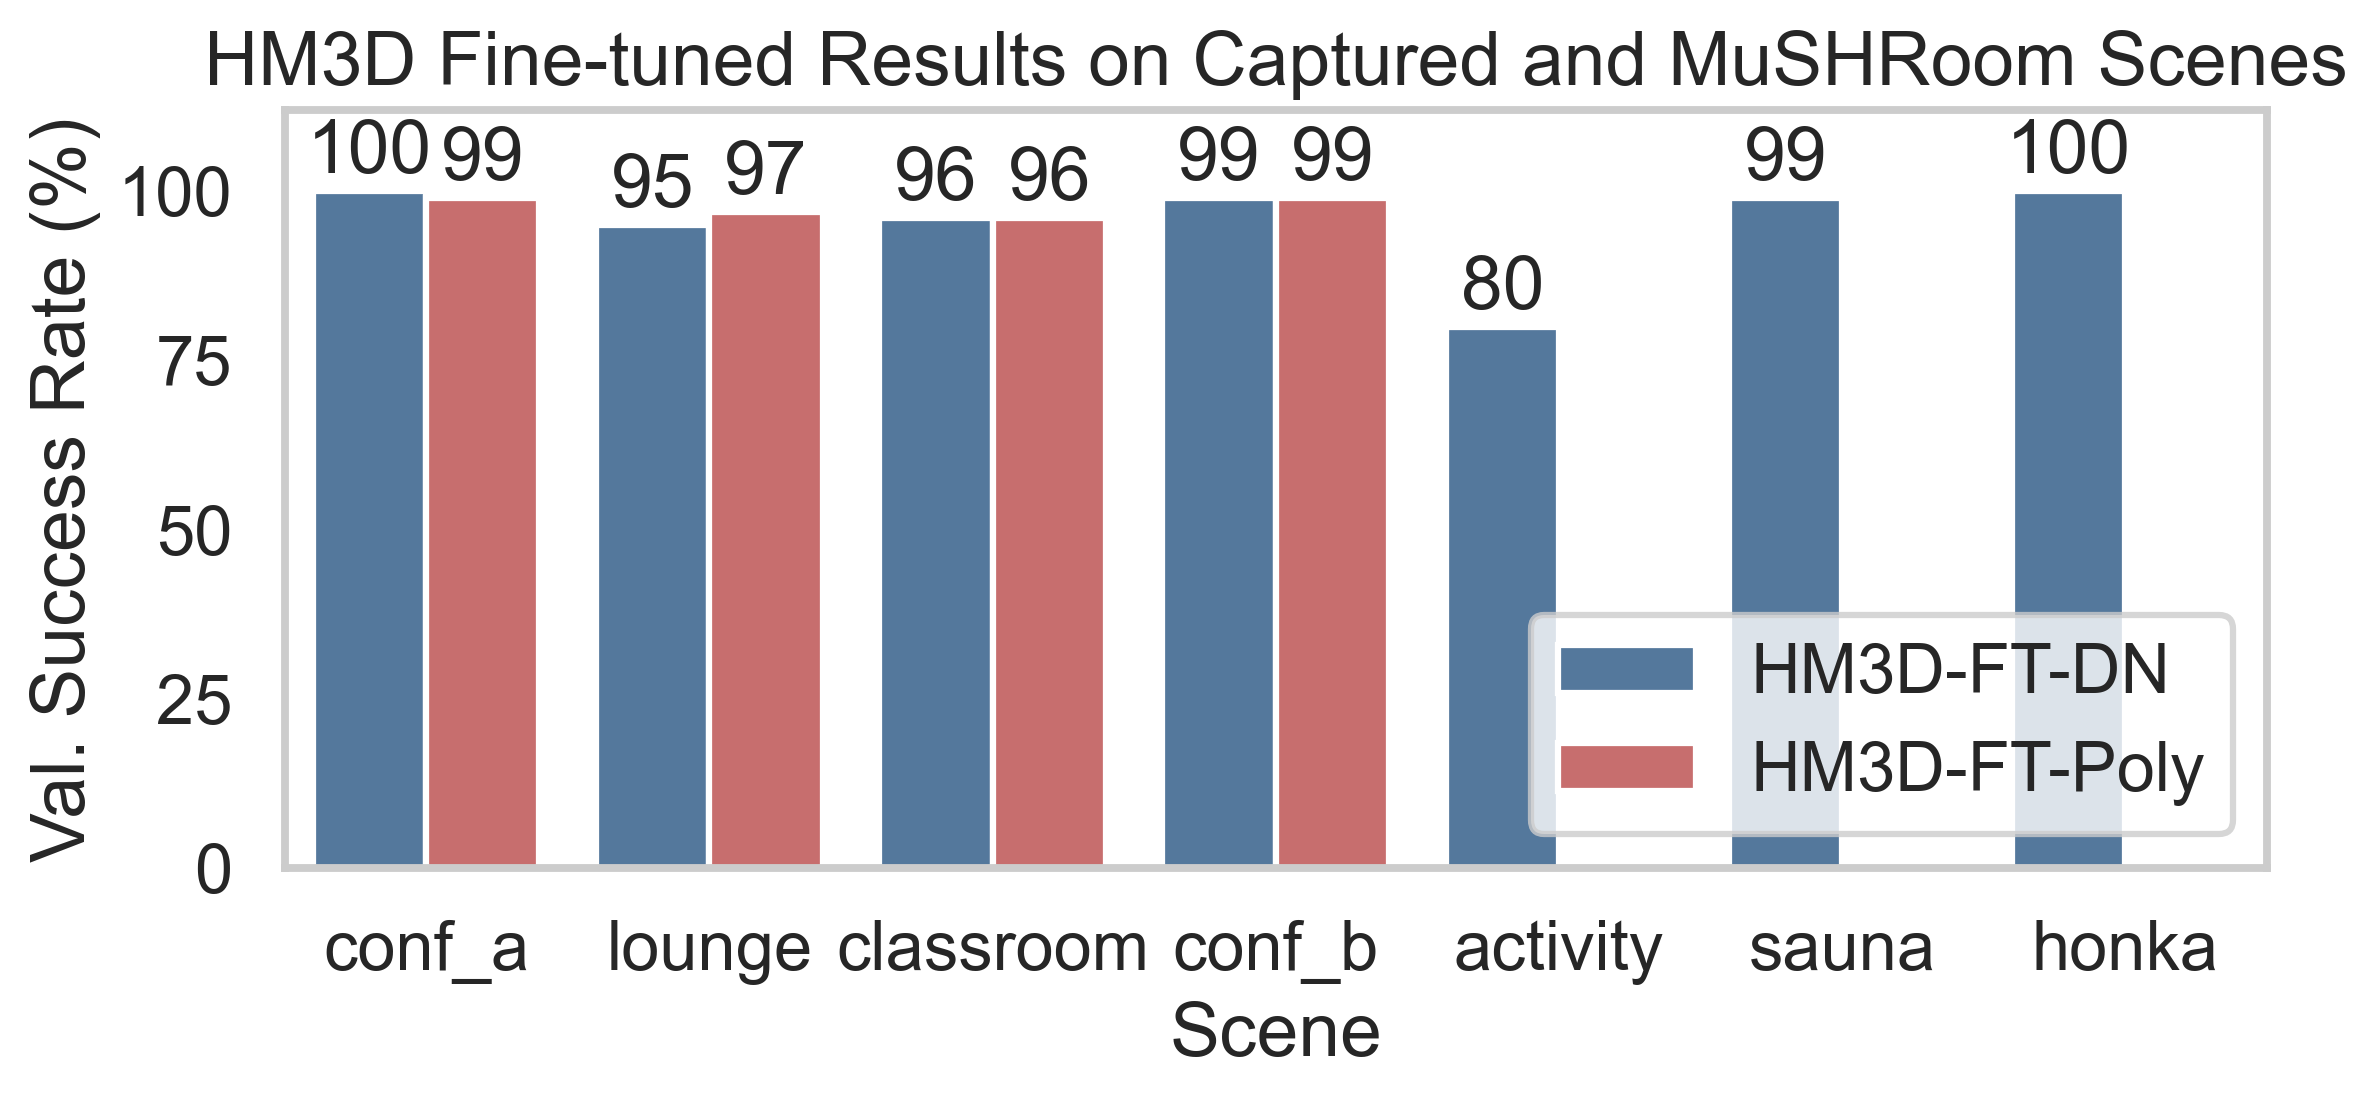 HM3D Fine-tuned Results on Captured and MuSHRoom Scenes
Val. Success Rate (%)
100
75
50
25
0
100 99
95 97
96 96
99 99
80
99
100
HM3D-FT-DN
HM3D-FT-Poly
conf_a lounge classroom conf_b activity sauna honka
Scene